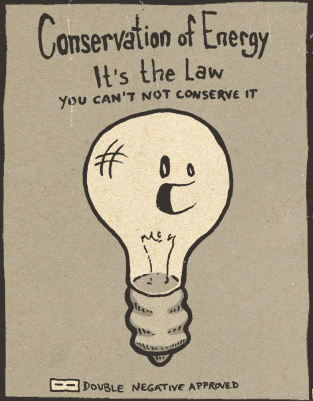 Conservation of Energy
It's the Law
YOU CAN'T NOT CONSERVE IT
DOUBLE NEGATIVE APPROVED